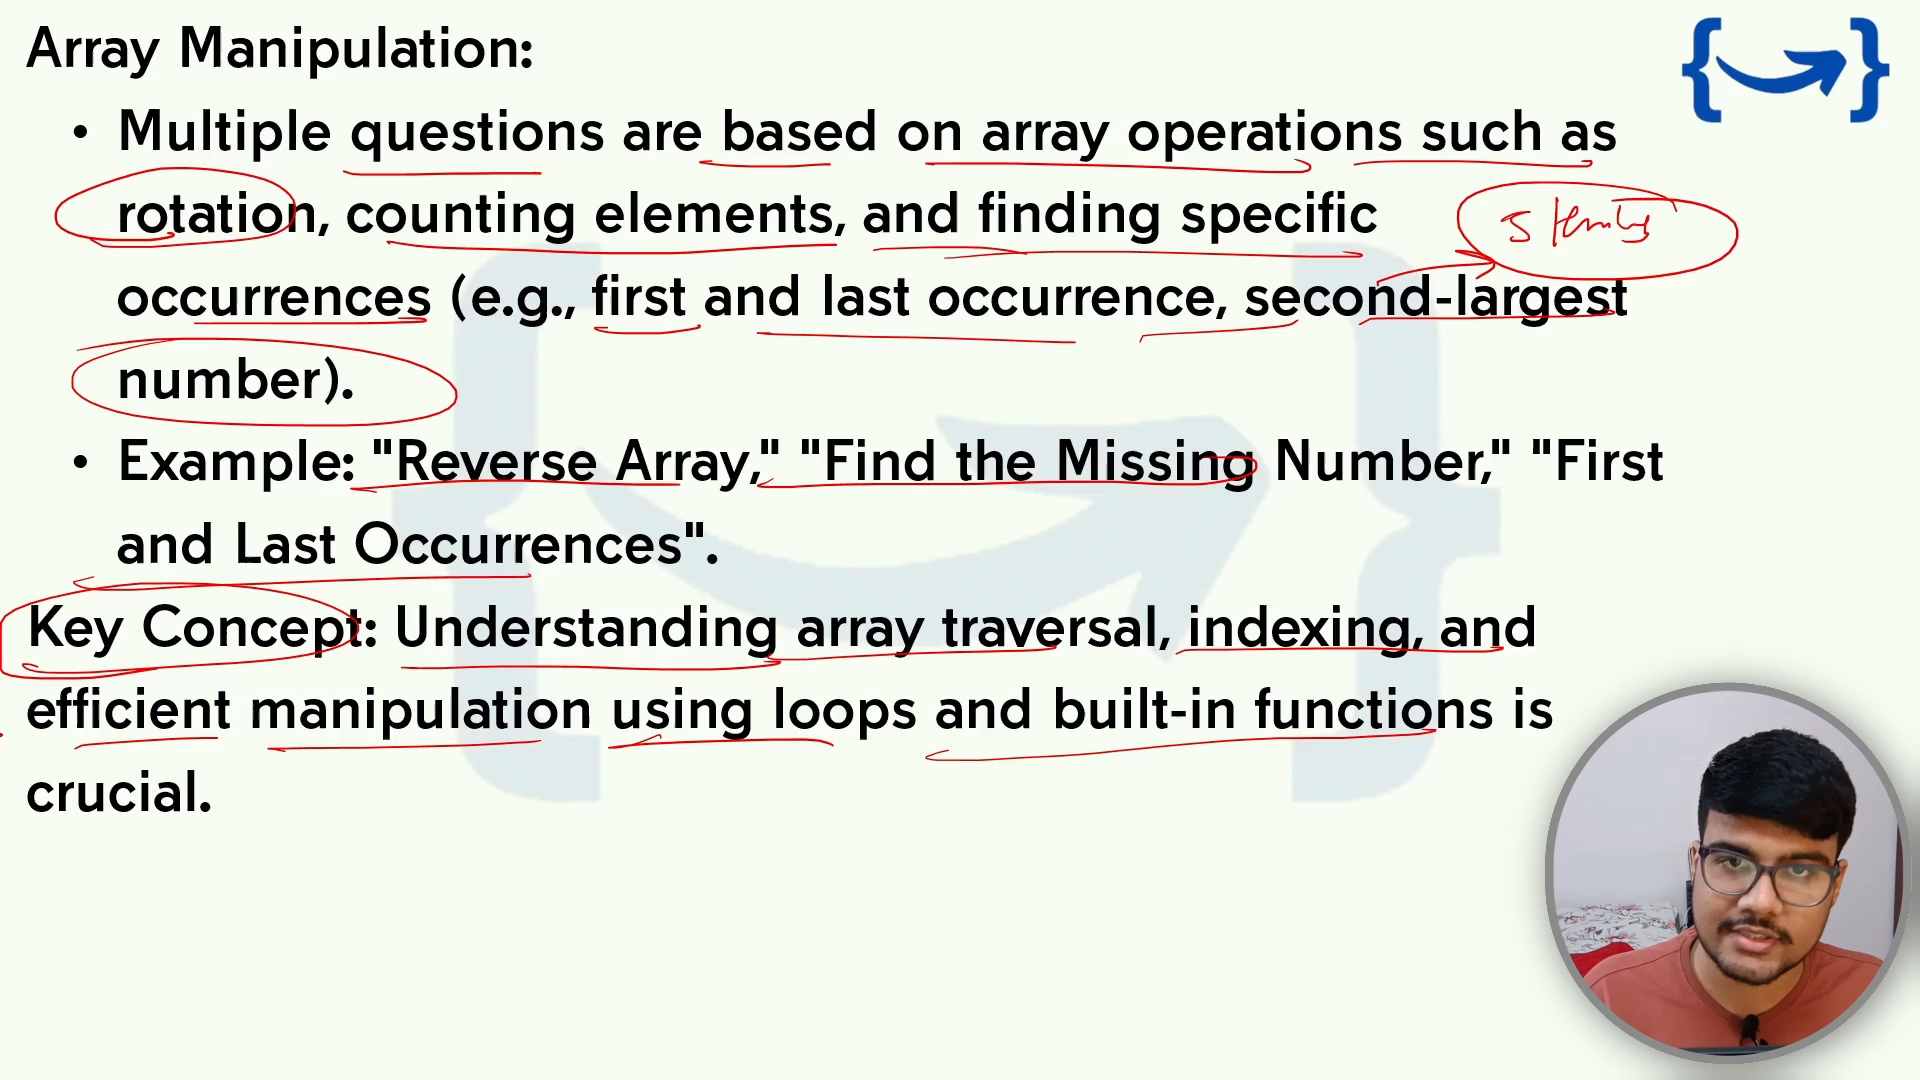 Array Manipulation:
• Multiple questions are based on array operations such as
rotation, counting elements, and finding specific
occurrences (e.g., first and last occurrence, second-largest
number).
• Example: "Reverse Array," "Find the Missing Number," "First
and Last Occurrences".
Key Concept: Understanding array traversal, indexing, and
efficient manipulation using loops and built-in functions is
crucial.